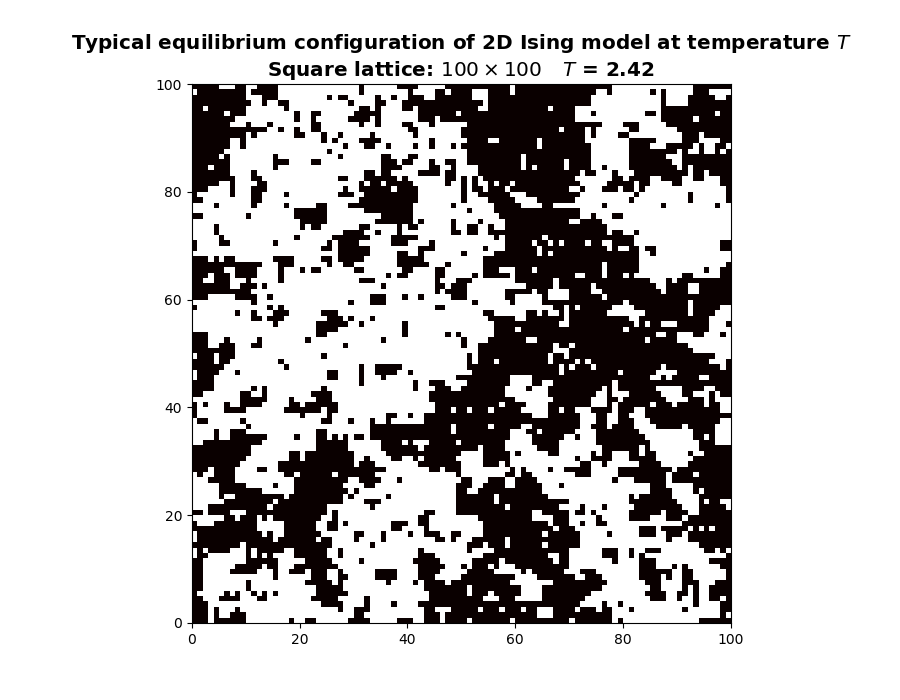 Typical equilibrium configuration of 2D Ising model at temperature T
Square lattice: 100 × 100 T = 2.42
100
80
60
40
20
0
0 20 40 60 80 100